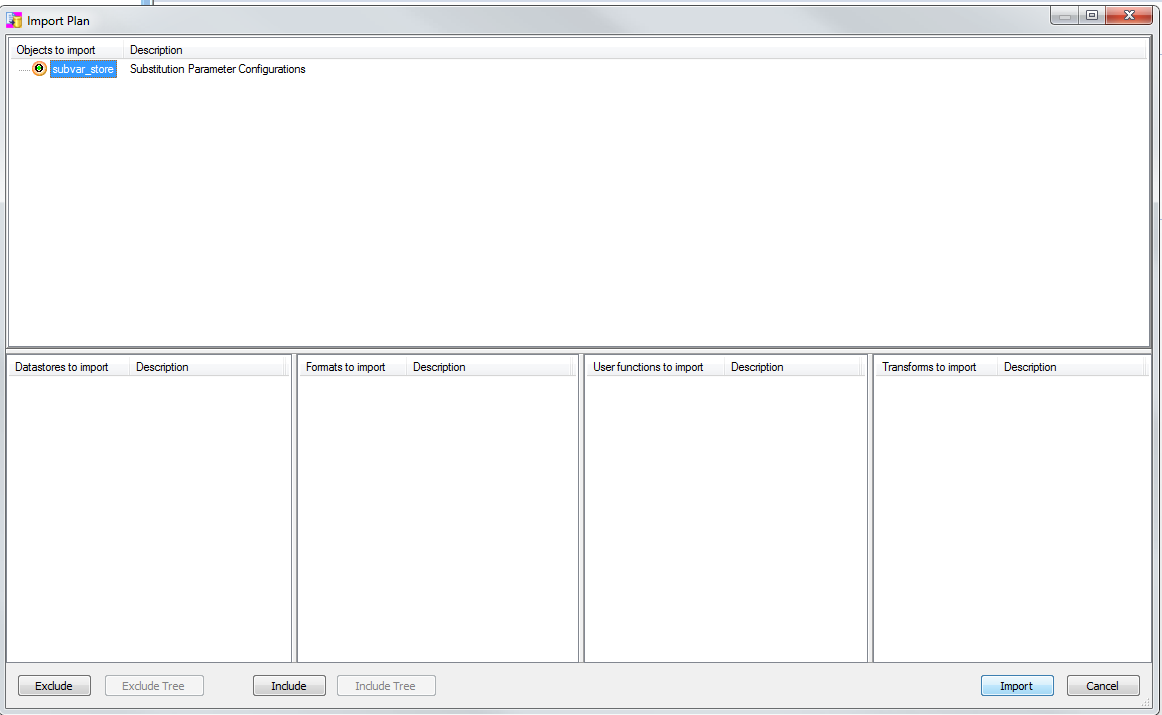 Import Plan
Objects to import Description
subvar_store Substitution Parameter Configurations
Datastores to import Description Formats to import Description User functions to import Description Transforms to import Description
Exclude Exclude Tree Include Include Tree Import Cancel